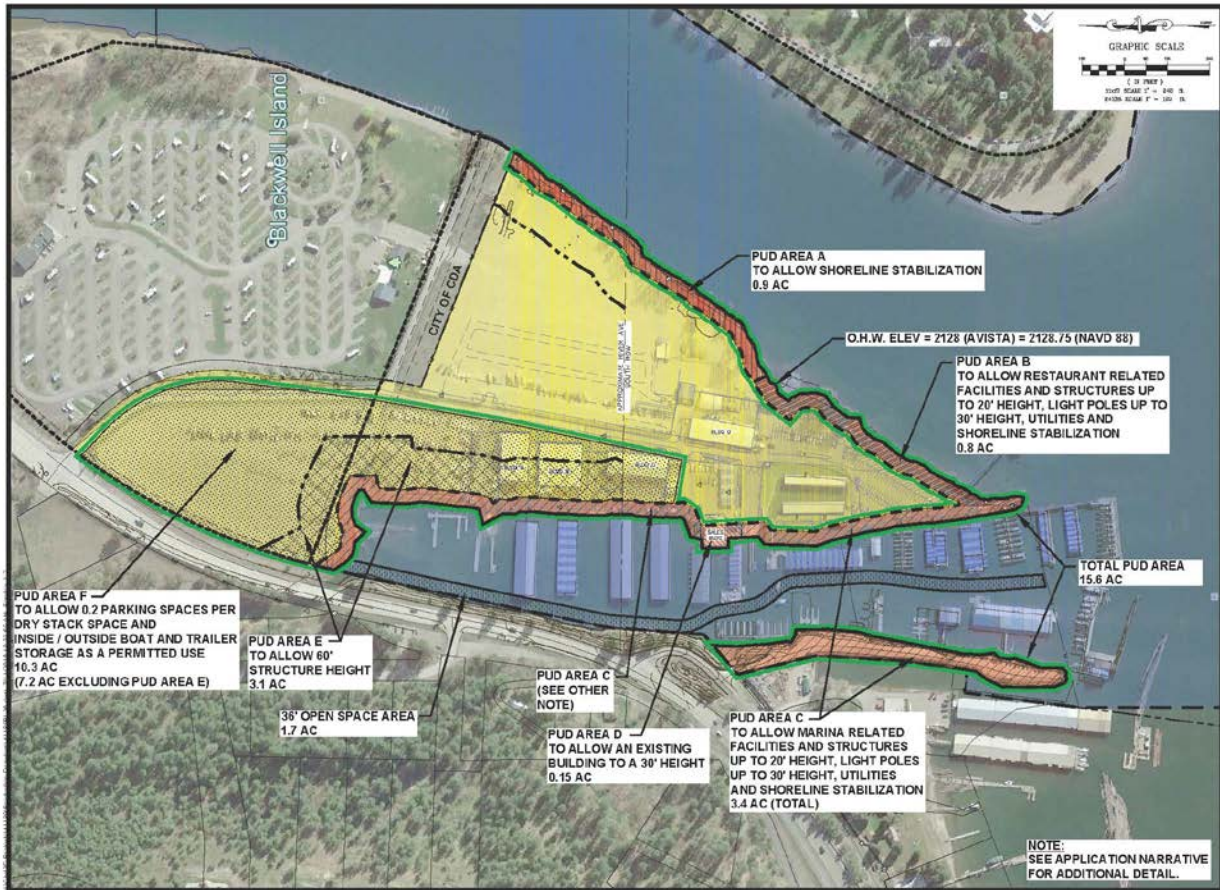 GRAPHIC SCALE
( IN FEET )
Blackwell Island
CITY OF CDA
PUD AREA A
TO ALLOW SHORELINE STABILIZATION
0.9 AC
O.H.W. ELEV = 2128 (AVISTA) = 2128.75 (NAVD 88)
PUD AREA B
TO ALLOW RESTAURANT RELATED
FACILITIES AND STRUCTURES UP
TO 20' HEIGHT, LIGHT POLES UP TO
30' HEIGHT, UTILITIES AND
SHORELINE STABILIZATION
0.8 AC
TOTAL PUD AREA
15.6 AC
PUD AREA F
TO ALLOW 0.2 PARKING SPACES PER
DRY STACK SPACE AND
INSIDE / OUTSIDE BOAT AND TRAILER
STORAGE AS A PERMITTED USE
10.3 AC
(7.2 AC EXCLUDING PUD AREA E)
PUD AREA E
TO ALLOW 60'
STRUCTURE HEIGHT
3.1 AC
36' OPEN SPACE AREA
1.7 AC
PUD AREA C
(SEE OTHER
NOTE)
PUD AREA D
TO ALLOW AN EXISTING
BUILDING TO A 30' HEIGHT
0.15 AC
PUD AREA C
TO ALLOW MARINA RELATED
FACILITIES AND STRUCTURES
UP TO 20' HEIGHT, LIGHT POLES
UP TO 30' HEIGHT, UTILITIES
AND SHORELINE STABILIZATION
3.4 AC (TOTAL)
NOTE:
SEE APPLICATION NARRATIVE
FOR ADDITIONAL DETAIL.